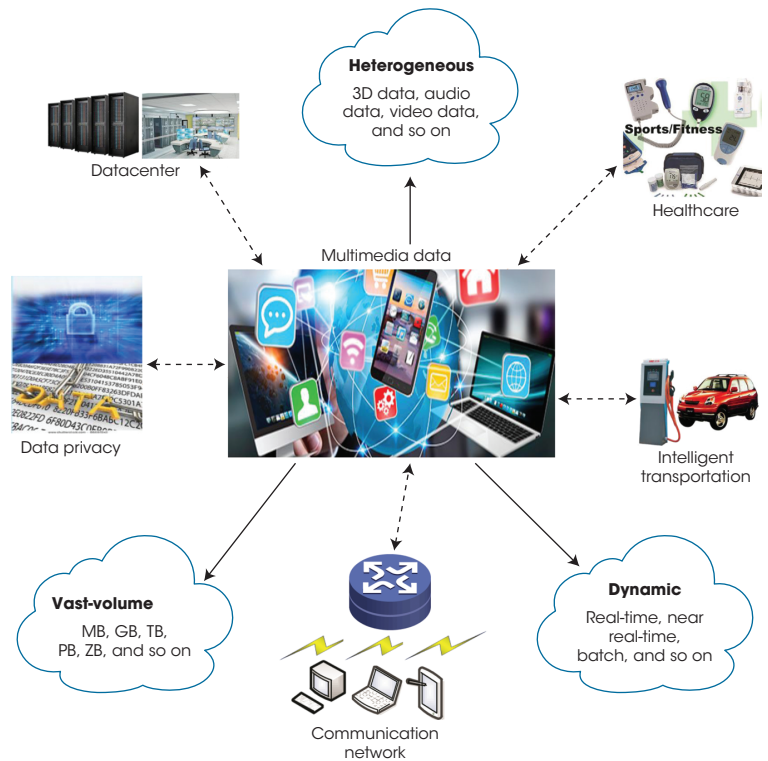 Heterogeneous
3D data, audio
data, video data,
and so on
Datacenter
Sports/Fitness
Healthcare
Multimedia data
DATA
Data privacy
Intelligent
transportation
Vast-volume
MB, GB, TB,
PB, ZB, and so on
Dynamic
Real-time, near
real-time,
batch, and so on
Communication
network